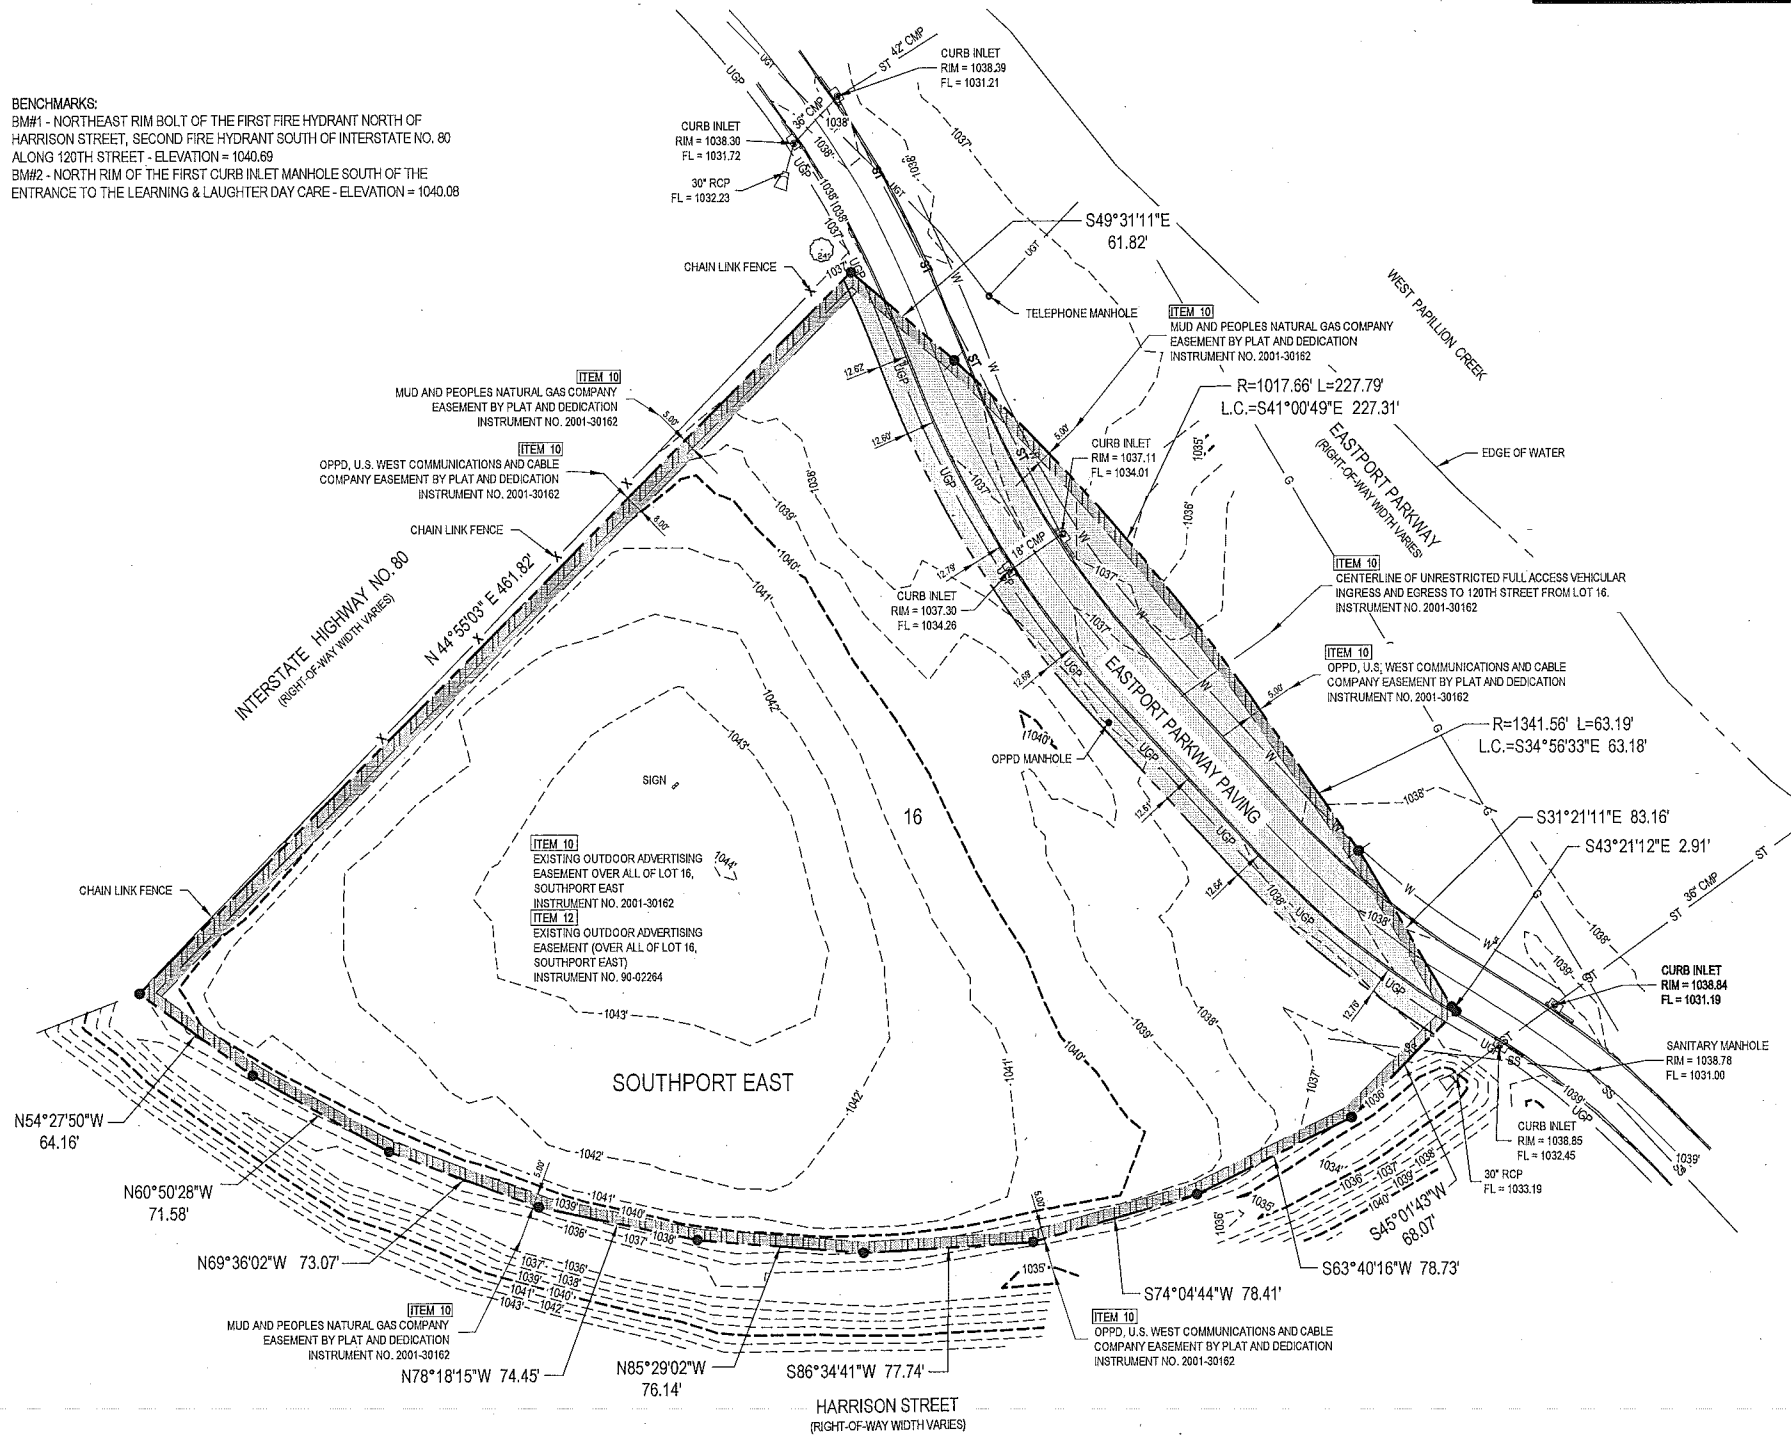 BENCHMARKS:
BM#1 - NORTHEAST RIM BOLT OF THE FIRST FIRE HYDRANT NORTH OF
HARRISON STREET, SECOND FIRE HYDRANT SOUTH OF INTERSTATE NO. 80
ALONG 120TH STREET - ELEVATION = 1040.69
BM#2 - NORTH RIM OF THE FIRST CURB INLET MANHOLE SOUTH OF THE
ENTRANCE TO THE LEARNING & LAUGHTER DAY CARE - ELEVATION = 1040.08
ST 42" CMP
CURB INLET
RIM = 1038.39
FL = 1031.21
36" CMP
CURB INLET
RIM = 1038.30
FL = 1031.72
30" RCP
FL = 1032.23
S49°31'11"E
61.82'
CHAIN LINK FENCE
TELEPHONE MANHOLE
WEST PAPILLION CREEK
ITEM 10
MUD AND PEOPLES NATURAL GAS COMPANY
EASEMENT BY PLAT AND DEDICATION
INSTRUMENT NO. 2001-30162
R=1017.66' L=227.79'
L.C.=S41°00'49"E 227.31'
ITEM 10
MUD AND PEOPLES NATURAL GAS COMPANY
EASEMENT BY PLAT AND DEDICATION
INSTRUMENT NO. 2001-30162
ITEM 10
OPPD, U.S. WEST COMMUNICATIONS AND CABLE
COMPANY EASEMENT BY PLAT AND DEDICATION
INSTRUMENT NO. 2001-30162
CURB INLET
RIM = 1037.11
FL = 1034.01
EASTPORT PARKWAY
(RIGHT-OF-WAY WIDTH VARIES)
EDGE OF WATER
CHAIN LINK FENCE
INTERSTATE HIGHWAY NO. 80
(RIGHT-OF-WAY WIDTH VARIES)
N 44°55'03" E 461.82'
18" CMP
CURB INLET
RIM = 1037.30
FL = 1034.26
ITEM 10
CENTERLINE OF UNRESTRICTED FULL ACCESS VEHICULAR
INGRESS AND EGRESS TO 120TH STREET FROM LOT 16.
INSTRUMENT NO. 2001-30162
ITEM 10
OPPD, U.S. WEST COMMUNICATIONS AND CABLE
COMPANY EASEMENT BY PLAT AND DEDICATION
INSTRUMENT NO. 2001-30162
EASTPORT PARKWAY PAVING
R=1341.56' L=63.19'
L.C.=S34°56'33"E 63.18'
OPPD MANHOLE
SIGN
16
S31°21'11"E 83.16'
S43°21'12"E 2.91'
ITEM 10
EXISTING OUTDOOR ADVERTISING
EASEMENT OVER ALL OF LOT 16,
SOUTHPORT EAST
INSTRUMENT NO. 2001-30162
ITEM 12
EXISTING OUTDOOR ADVERTISING
EASEMENT (OVER ALL OF LOT 16,
SOUTHPORT EAST)
INSTRUMENT NO. 90-02264
CHAIN LINK FENCE
ST 36" CMP
CURB INLET
RIM = 1038.84
FL = 1031.19
SANITARY MANHOLE
RIM = 1038.78
FL = 1031.00
SOUTHPORT EAST
N54°27'50"W
64.16'
N60°50'28"W
71.58'
N69°36'02"W 73.07'
CURB INLET
RIM = 1038.85
FL = 1032.45
30" RCP
FL = 1033.19
S45°01'43"W
68.07'
S63°40'16"W 78.73'
S74°04'44"W 78.41'
ITEM 10
MUD AND PEOPLES NATURAL GAS COMPANY
EASEMENT BY PLAT AND DEDICATION
INSTRUMENT NO. 2001-30162
ITEM 10
OPPD, U.S. WEST COMMUNICATIONS AND CABLE
COMPANY EASEMENT BY PLAT AND DEDICATION
INSTRUMENT NO. 2001-30162
N78°18'15"W 74.45'
N85°29'02"W
76.14'
S86°34'41"W 77.74'
HARRISON STREET
(RIGHT-OF-WAY WIDTH VARIES)